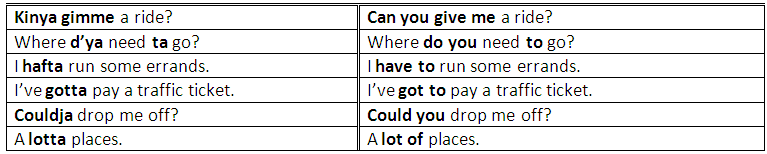 Kinya gimme a ride? Can you give me a ride?
Where d'ya need ta go? Where do you need to go?
I hafta run some errands. I have to run some errands.
I've gotta pay a traffic ticket. I've got to pay a traffic ticket.
Couldja drop me off? Could you drop me off?
A lotta places. A lot of places.